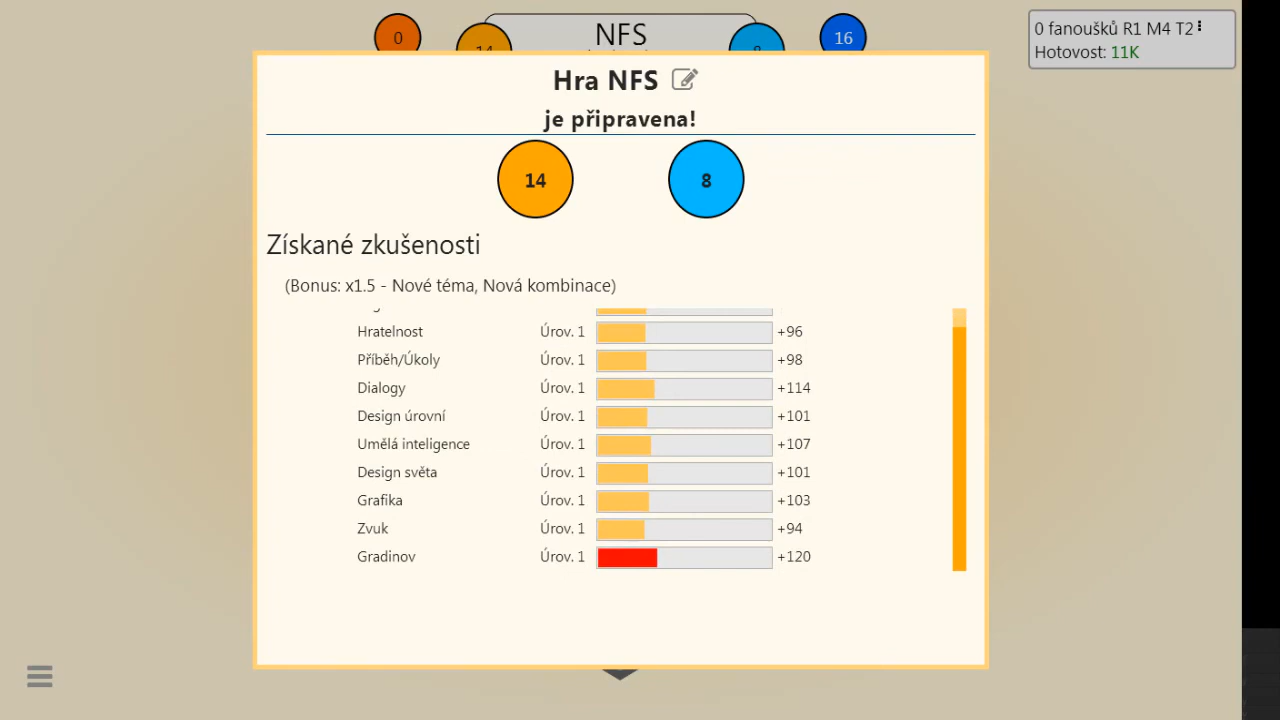 0
14
NFS
8
16
0 fanoušků R1 M4 T2
Hotovost: 11K
Hra NFS
je připravena!
14
8
Získané zkušenosti
(Bonus: x1.5 - Nové téma, Nová kombinace)
Hratelnost Úrov. 1 +96
Příběh/Úkoly Úrov. 1 +98
Dialogy Úrov. 1 +114
Design úrovní Úrov. 1 +101
Umělá inteligence Úrov. 1 +107
Design světa Úrov. 1 +101
Grafika Úrov. 1 +103
Zvuk Úrov. 1 +94
Gradinov Úrov. 1 +120